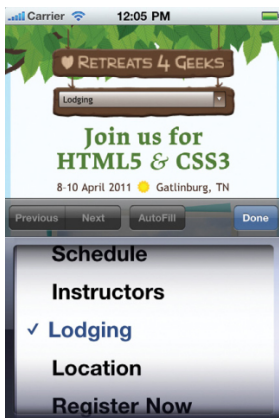 Carrier 12:05 PM
RETREATS 4 GEEKS
Lodging
Join us for
HTML5 & CSS3
8-10 April 2011 Gatlinburg, TN
Previous Next AutoFill Done
Schedule
Instructors
✓ Lodging
Location
Register Now